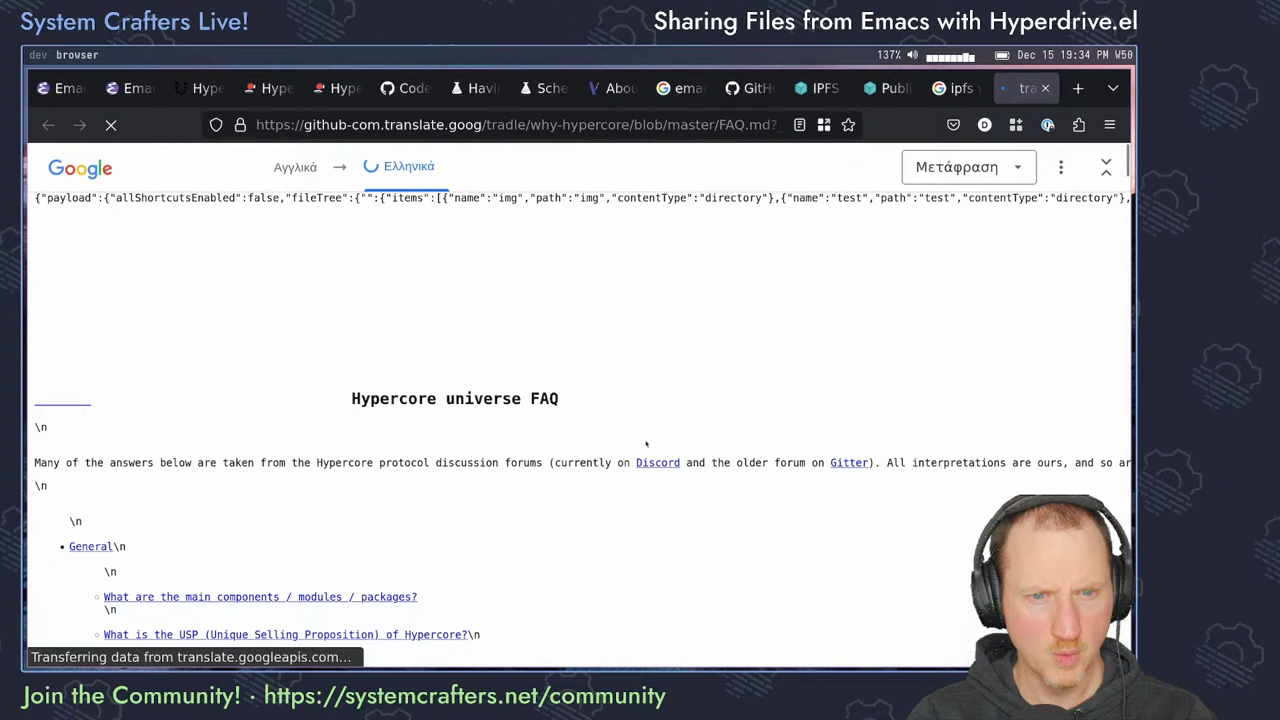 System Crafters Live!
Sharing Files from Emacs with Hyperdrive.el
dev browser
137%
Dec 15 19:34 PM W50
Emac
Emac
Hype
Hype
Hype
Code
Havi
Sche
Abou
ema
GitH
IPFS
Publi
ipfs v
tra
https://github-com.translate.goog/tradle/why-hypercore/blob/master/FAQ.md?_
Google
Αγγλικά → Ελληνικά
Μετάφραση
{"payload":{"allShortcutsEnabled":false,"fileTree":{"":{"items":[{"name":"img","path":"img","contentType":"directory"},{"name":"test","path":"test","contentType":"directory"},
Hypercore universe FAQ
\n
Many of the answers below are taken from the Hypercore protocol discussion forums (currently on Discord and the older forum on Gitter). All interpretations are ours, and so ar
\n
\n
• General\n
\n
◦ What are the main components / modules / packages?
\n
◦ What is the USP (Unique Selling Proposition) of Hypercore?\n
Transferring data from translate.googleapis.com…
Join the Community! · https://systemcrafters.net/community